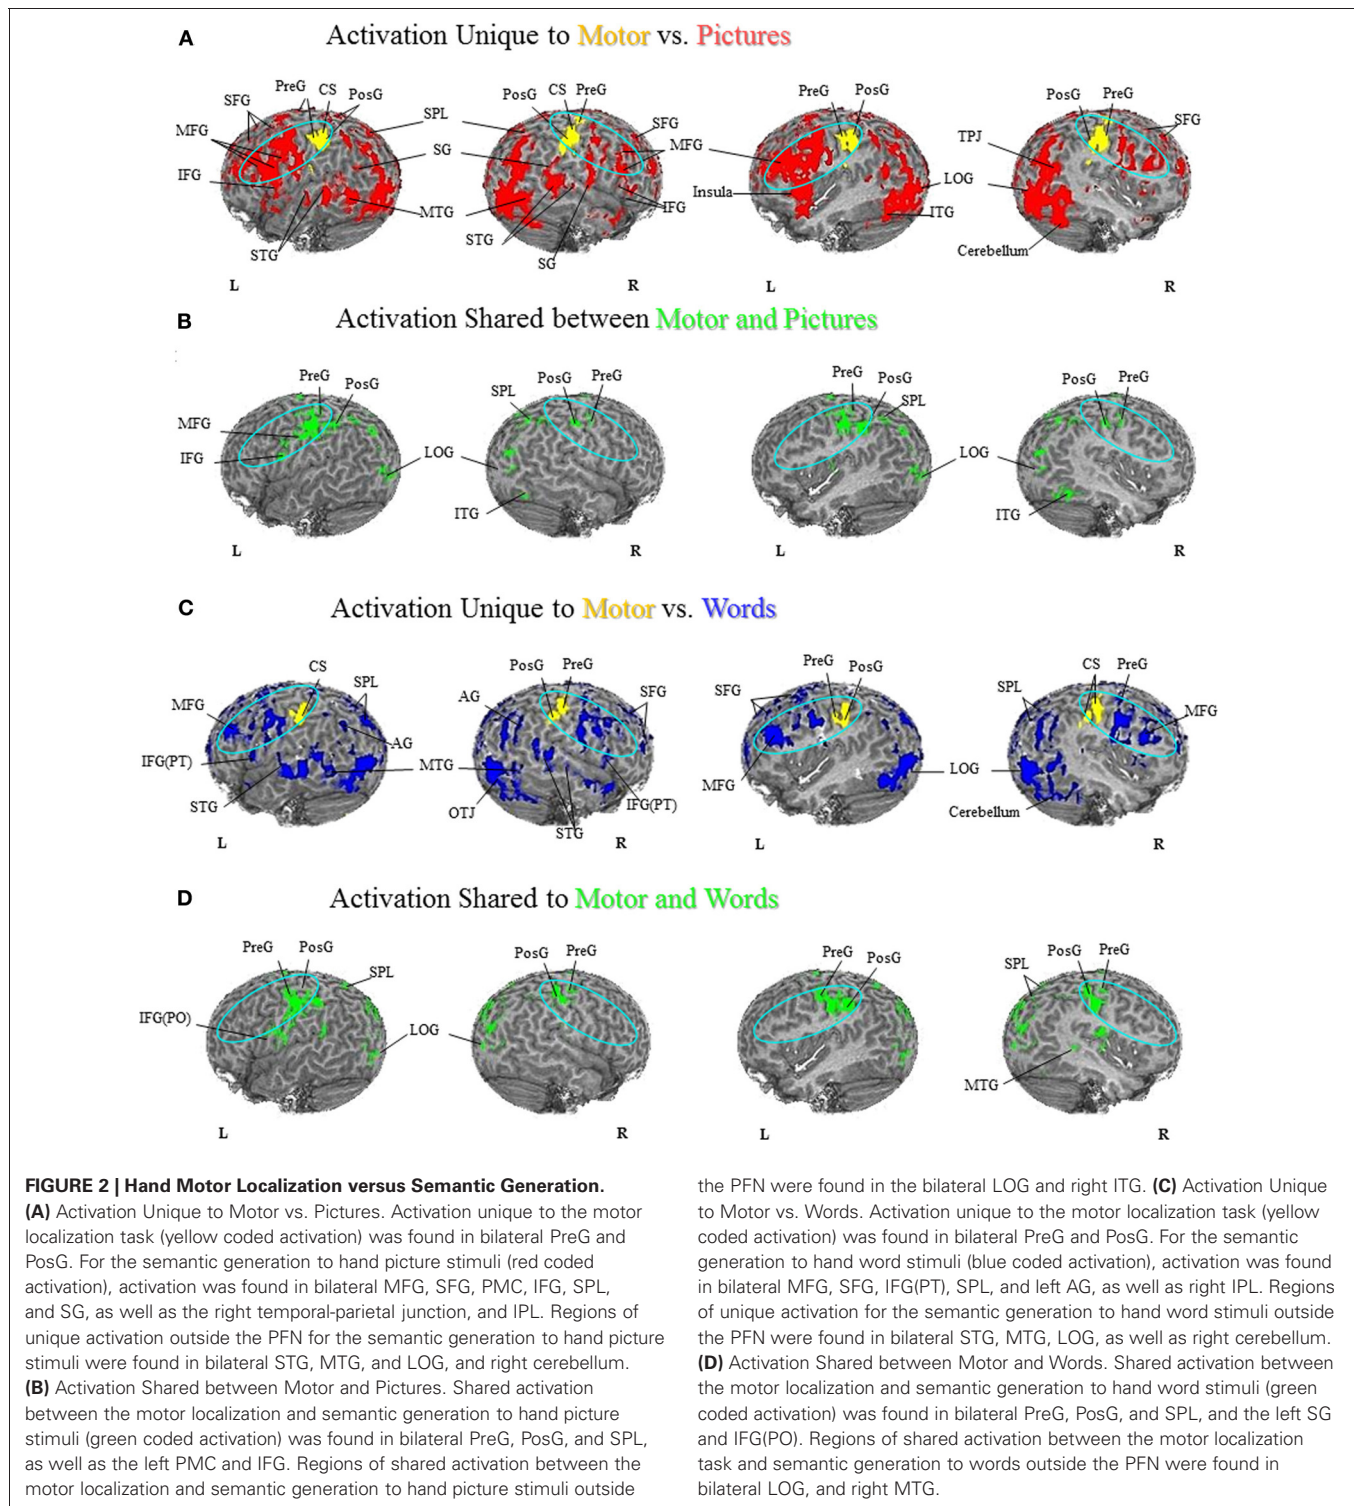 A
Activation Unique to Motor vs. Pictures
PreG CS PosG PosG CS PreG PreG PosG PosG PreG
SFG SPL SFG SFG
MFG MFG TPJ
SG
IFG Insula LOG
MTG IFG ITG
STG STG SG Cerebellum
L R L R
B
Activation Shared between Motor and Pictures
PreG PosG PosG PreG PreG PosG PosG PreG
SPL SPL
MFG
IFG LOG LOG
ITG ITG
L R L R
C
Activation Unique to Motor vs. Words
CS PosG PreG PreG PosG CS PreG
SPL SFG SFG SPL
MFG AG MFG
AG
IFG(PT) MTG LOG
MFG
STG OTJ IFG(PT) Cerebellum
STG
L R L R
D
Activation Shared to Motor and Words
PreG PosG PosG PreG PreG PosG PosG PreG
SPL SPL
IFG(PO) LOG
MTG
L R L R
FIGURE 2 | Hand Motor Localization versus Semantic Generation.
(A) Activation Unique to Motor vs. Pictures. Activation unique to the motor
localization task (yellow coded activation) was found in bilateral PreG and
PosG. For the semantic generation to hand picture stimuli (red coded
activation), activation was found in bilateral MFG, SFG, PMC, IFG, SPL,
and SG, as well as the right temporal-parietal junction, and IPL. Regions of
unique activation outside the PFN for the semantic generation to hand picture
stimuli were found in bilateral STG, MTG, and LOG, and right cerebellum.
(B) Activation Shared between Motor and Pictures. Shared activation
between the motor localization and semantic generation to hand picture
stimuli (green coded activation) was found in bilateral PreG, PosG, and SPL,
as well as the left PMC and IFG. Regions of shared activation between the
motor localization and semantic generation to hand picture stimuli outside
the PFN were found in the bilateral LOG and right ITG. (C) Activation Unique
to Motor vs. Words. Activation unique to the motor localization task (yellow
coded activation) was found in bilateral PreG and PosG. For the semantic
generation to hand word stimuli (blue coded activation), activation was found
in bilateral MFG, SFG, IFG(PT), SPL, and left AG, as well as right IPL. Regions
of unique activation for the semantic generation to hand word stimuli outside
the PFN were found in bilateral STG, MTG, LOG, as well as right cerebellum.
(D) Activation Shared between Motor and Words. Shared activation between
the motor localization and semantic generation to hand word stimuli (green
coded activation) was found in bilateral PreG, PosG, and SPL, and the left SG
and IFG(PO). Regions of shared activation between the motor localization
task and semantic generation to words outside the PFN were found in
bilateral LOG, and right MTG.